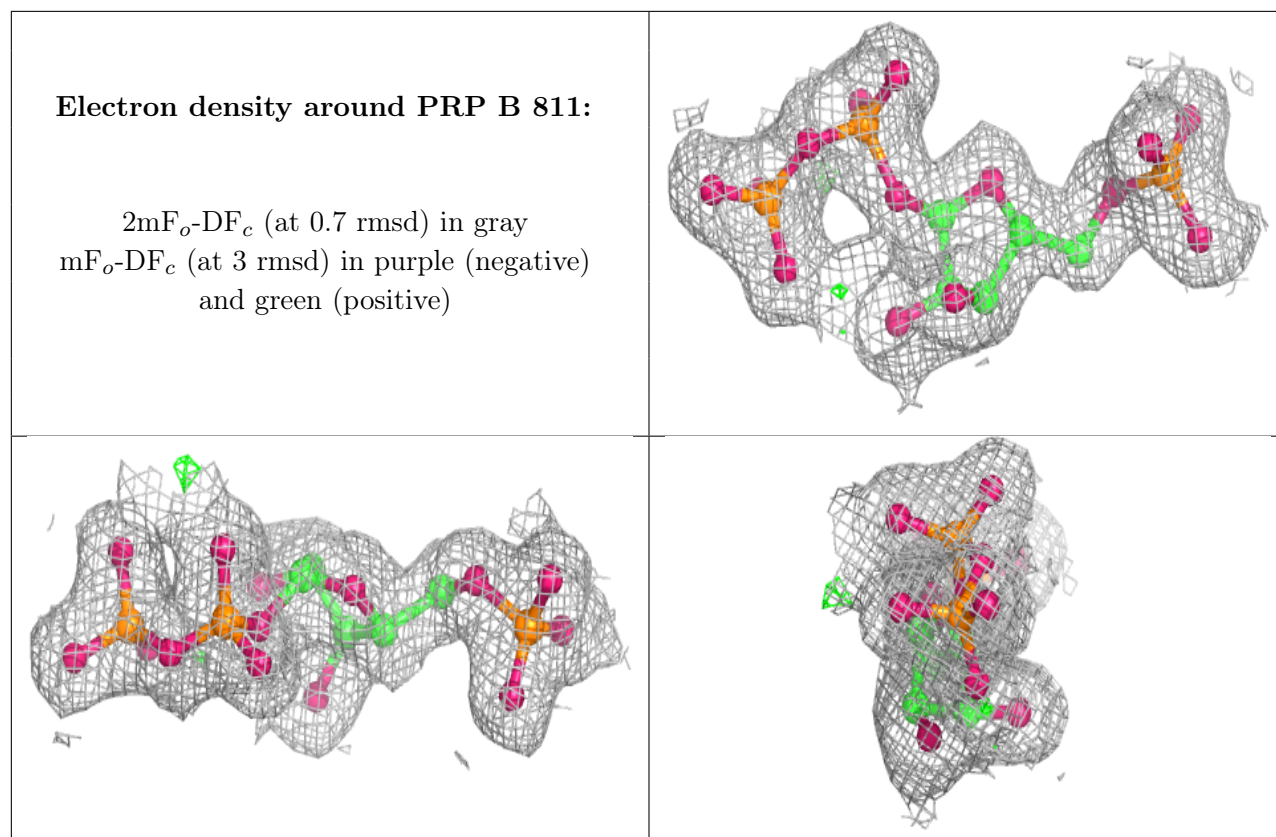 Electron density around PRP B 811:
2mFo-DFc (at 0.7 rmsd) in gray
mFo-DFc (at 3 rmsd) in purple (negative)
and green (positive)